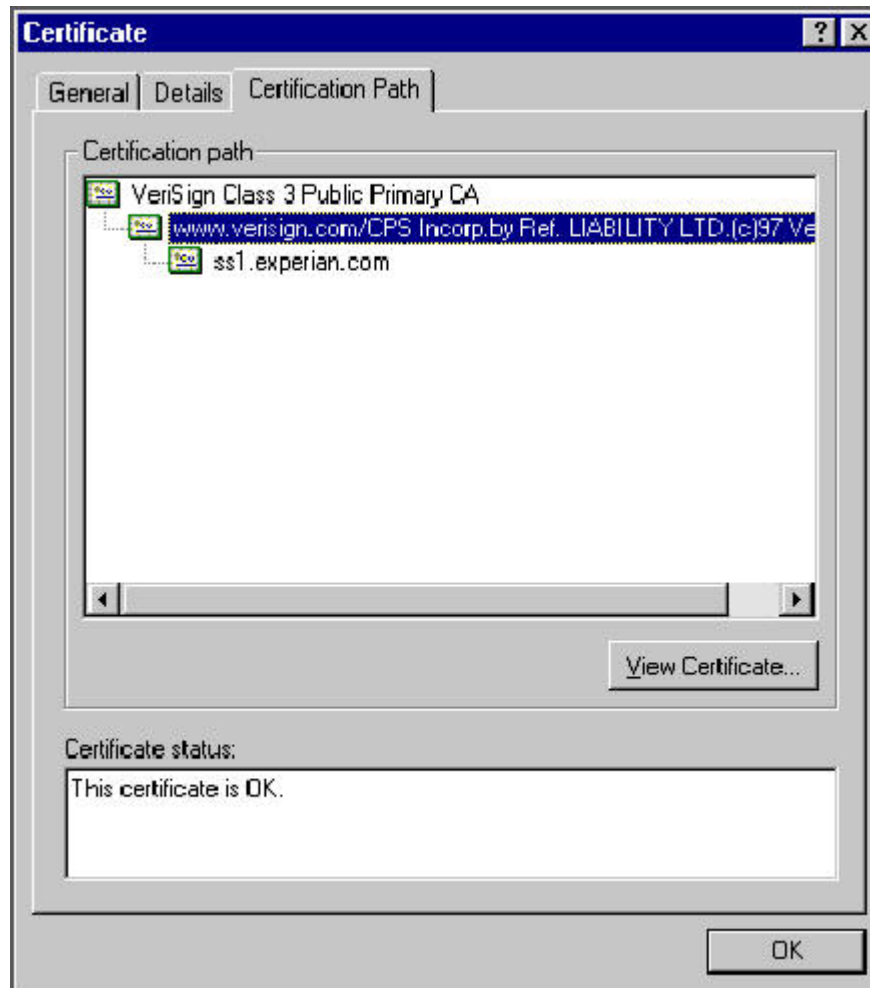 Certificate
General Details Certification Path
Certification path
VeriSign Class 3 Public Primary CA
www.verisign.com/CPS Incorp.by Ref. LIABILITY LTD.(c)97 Ve
ss1.experian.com
View Certificate...
Certificate status:
This certificate is OK.
OK